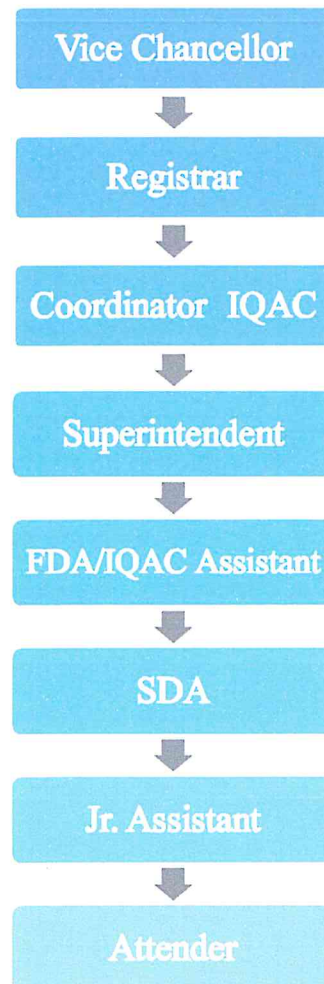 Vice Chancellor
Registrar
Coordinator IQAC
Superintendent
FDA/IQAC Assistant
SDA
Jr. Assistant
Attender